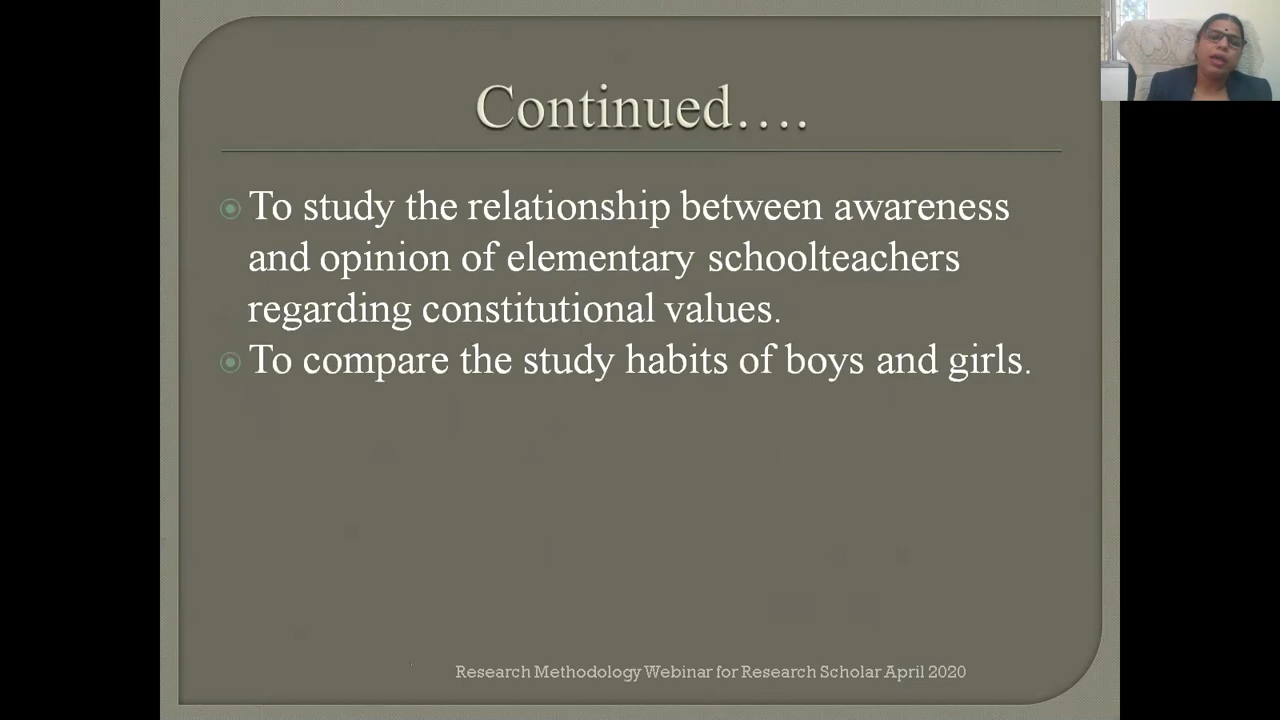 Continued….
To study the relationship between awareness
and opinion of elementary schoolteachers
regarding constitutional values.
To compare the study habits of boys and girls.
Research Methodology Webinar for Research Scholar April 2020